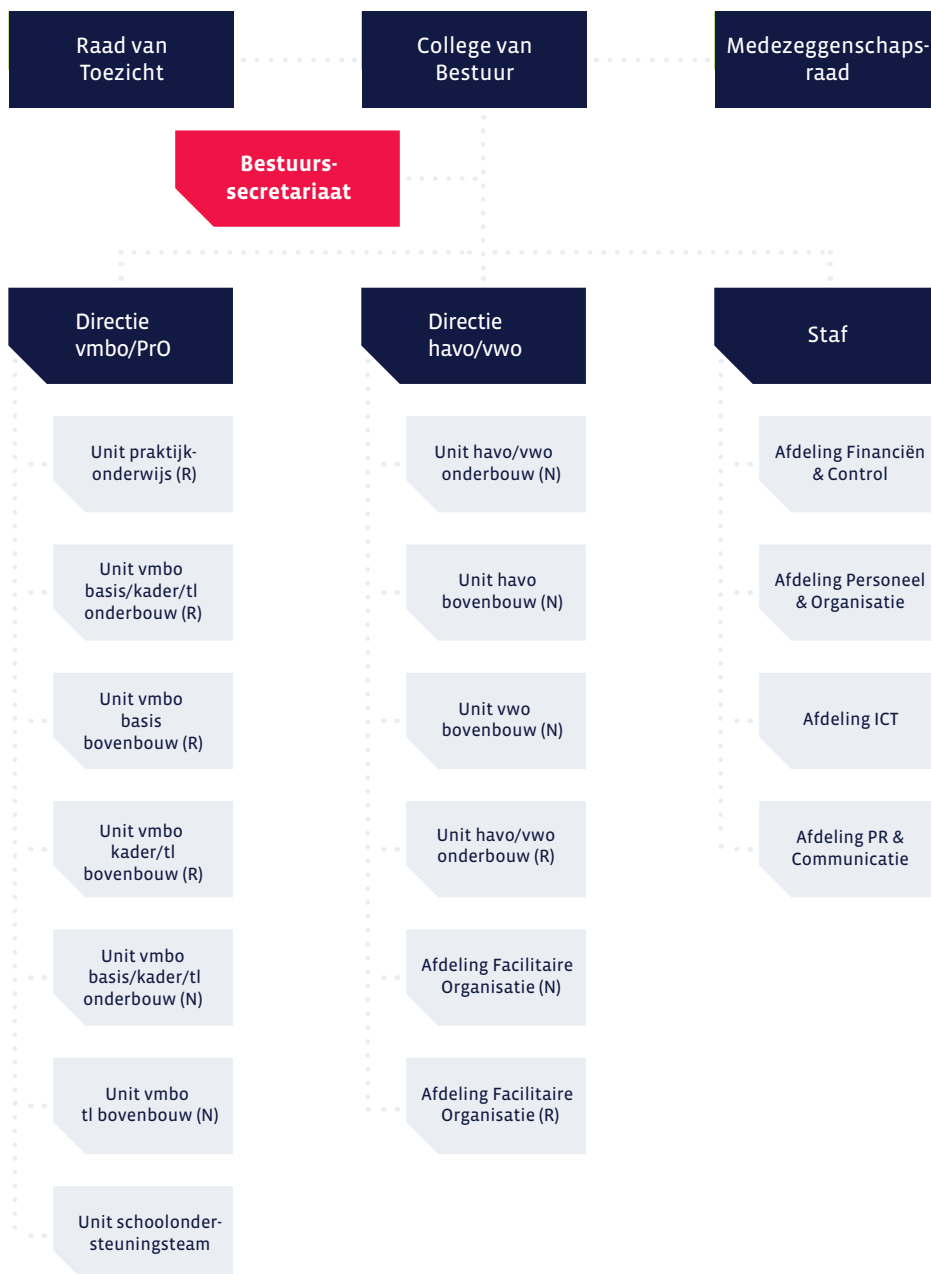 Raad van
Toezicht
College van
Bestuur
Medezeggenschaps-
raad
Bestuurs-
secretariaat
Directie
vmbo/PrO
Directie
havo/vwo
Staf
Unit praktijk-
onderwijs (R)
Unit vmbo
basis/kader/tl
onderbouw (R)
Unit vmbo
basis
bovenbouw (R)
Unit vmbo
kader/tl
bovenbouw (R)
Unit vmbo
basis/kader/tl
onderbouw (N)
Unit vmbo
tl bovenbouw (N)
Unit schoolonder-
steuningsteam
Unit havo/vwo
onderbouw (N)
Unit havo
bovenbouw (N)
Unit vwo
bovenbouw (N)
Unit havo/vwo
onderbouw (R)
Afdeling Facilitaire
Organisatie (N)
Afdeling Facilitaire
Organisatie (R)
Afdeling Financiën
& Control
Afdeling Personeel
& Organisatie
Afdeling ICT
Afdeling PR &
Communicatie